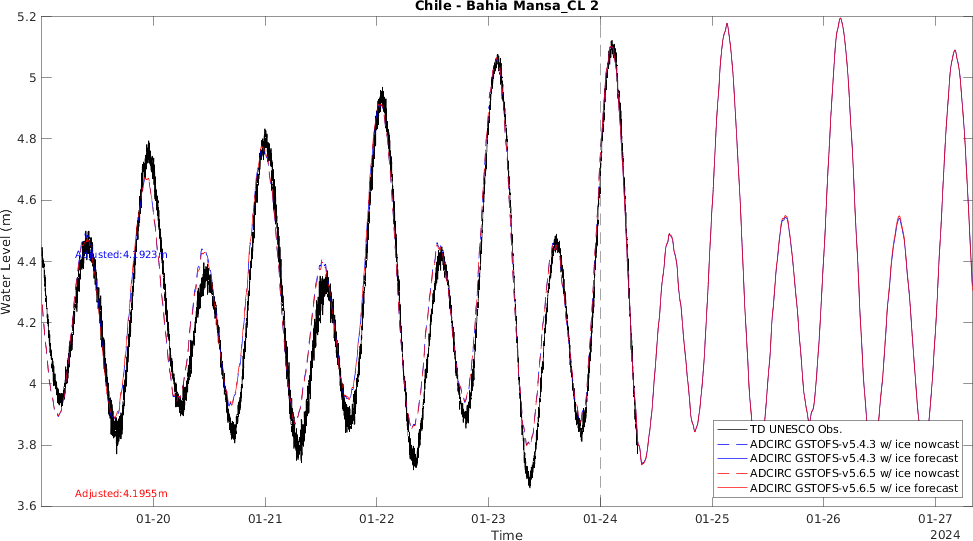 Chile - Bahia Mansa_CL 2
5.2
5
4.8
4.6
4.4
4.2
4
3.8
3.6
Water Level (m)
Adjusted:4.1923m
Adjusted:4.1955m
TD UNESCO Obs.
ADCIRC GSTOFS-v5.4.3 w/ ice nowcast
ADCIRC GSTOFS-v5.4.3 w/ ice forecast
ADCIRC GSTOFS-v5.6.5 w/ ice nowcast
ADCIRC GSTOFS-v5.6.5 w/ ice forecast
01-20 01-21 01-22 01-23 01-24 01-25 01-26 01-27
Time
2024